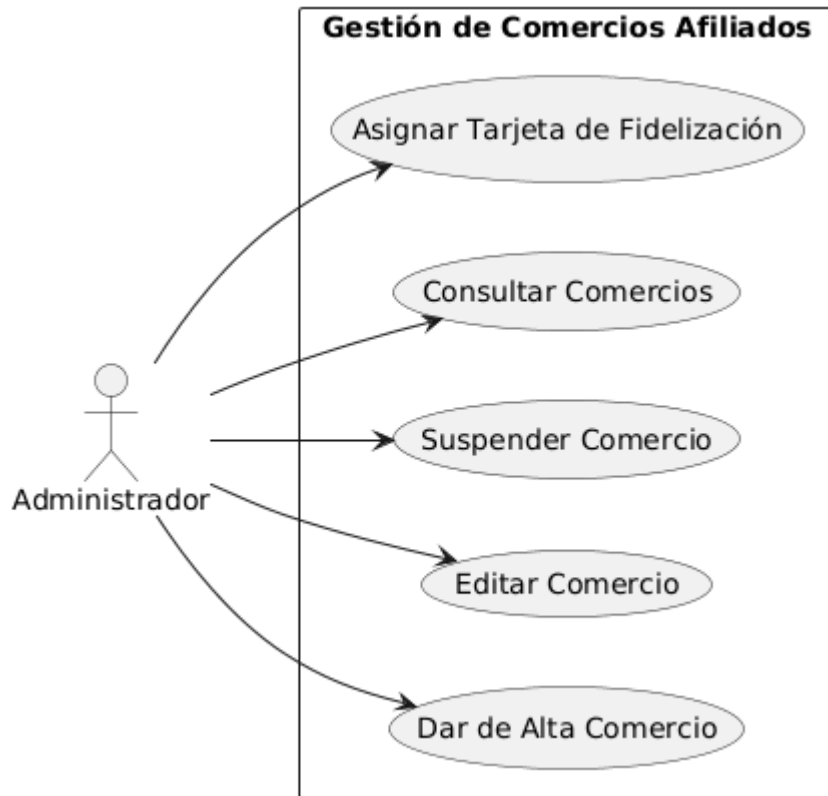 Gestión de Comercios Afiliados
Asignar Tarjeta de Fidelización
Consultar Comercios
Suspender Comercio
Administrador
Editar Comercio
Dar de Alta Comercio